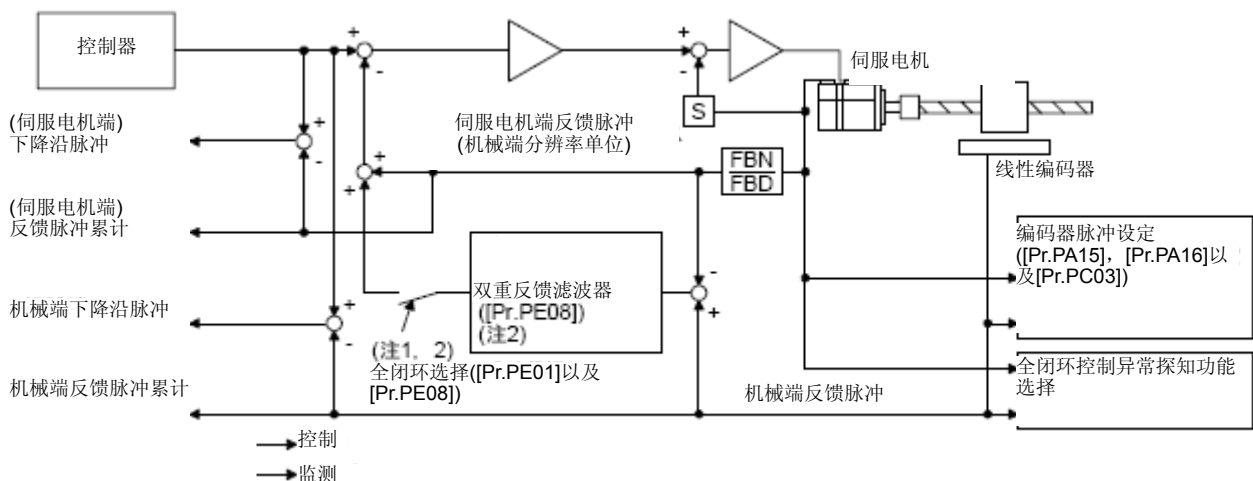 控制器
+
-
+
-
伺服电机
S
(伺服电机端)
下降沿脉冲
+
-
伺服电机端反馈脉冲
(机械端分辨率单位)
+
+
FBN
FBD
线性编码器
(伺服电机端)
反馈脉冲累计
编码器脉冲设定
([Pr.PA15]，[Pr.PA16]以
及[Pr.PC03])
双重反馈滤波器
([Pr.PE08])
(注2)
-
+
机械端下降沿脉冲
+
-
(注1，2)
全闭环选择([Pr.PE01]以及
[Pr.PE08])
全闭环控制异常探知功能
选择
机械端反馈脉冲累计
机械端反馈脉冲
控制
监测